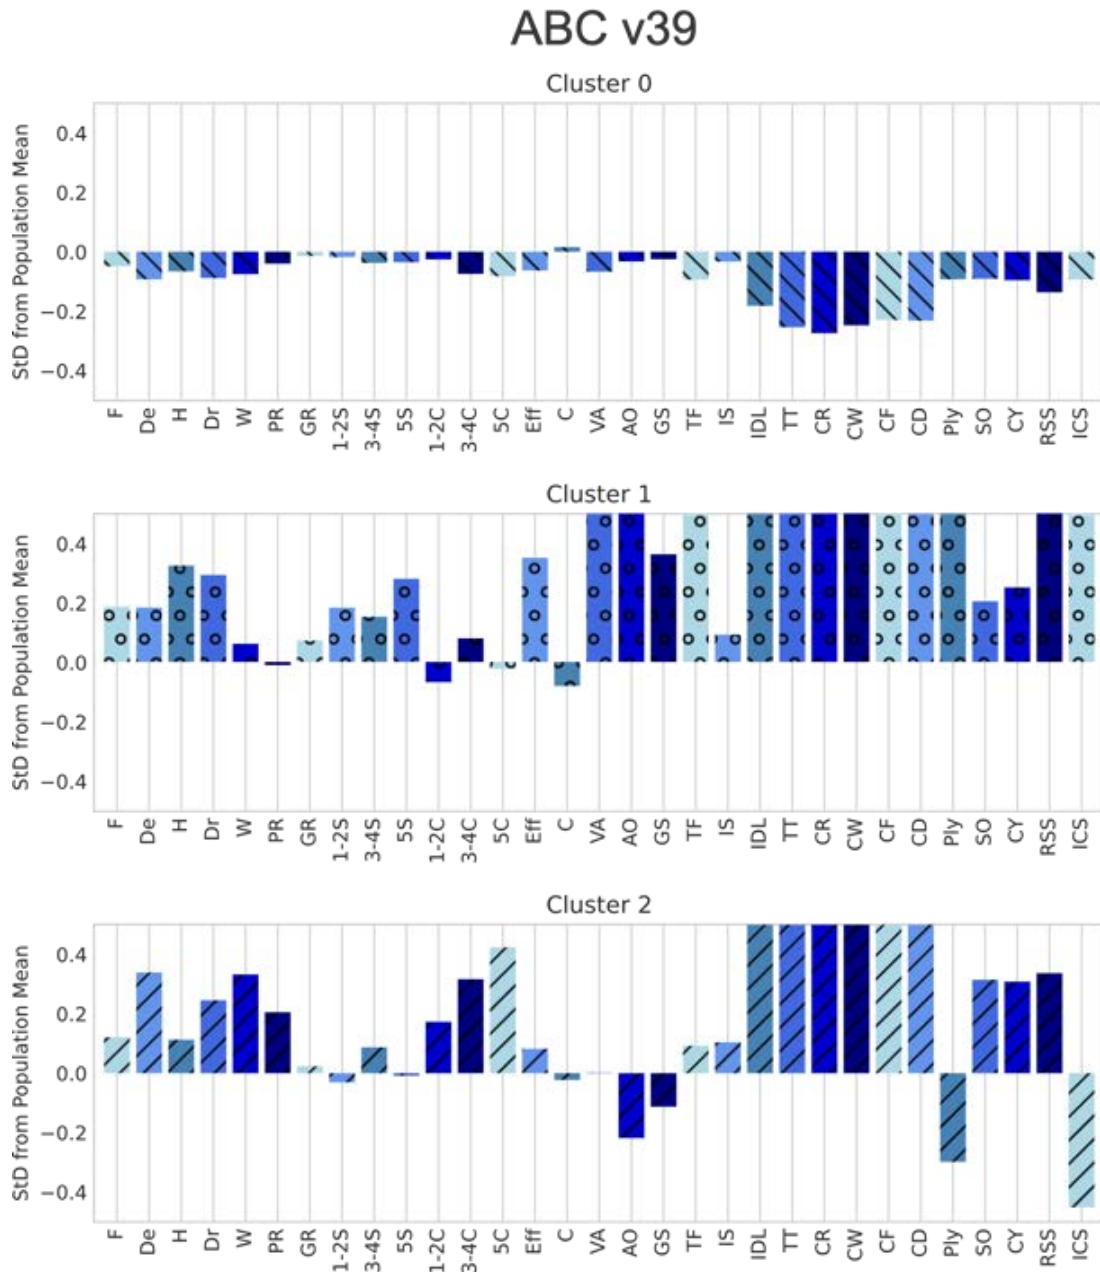 ABC v39
Cluster 0
StD from Population Mean
0.4
0.2
0.0
−0.2
−0.4
F De H Dr W PR GR 1-2S 3-4S 5S 1-2C 3-4C 5C Eff C VA AO GS TF IS IDL TT CR CW CF CD Ply SO CY RSS ICS
Cluster 1
StD from Population Mean
0.4
0.2
0.0
−0.2
−0.4
F De H Dr W PR GR 1-2S 3-4S 5S 1-2C 3-4C 5C Eff C VA AO GS TF IS IDL TT CR CW CF CD Ply SO CY RSS ICS
Cluster 2
StD from Population Mean
0.4
0.2
0.0
−0.2
−0.4
F De H Dr W PR GR 1-2S 3-4S 5S 1-2C 3-4C 5C Eff C VA AO GS TF IS IDL TT CR CW CF CD Ply SO CY RSS ICS